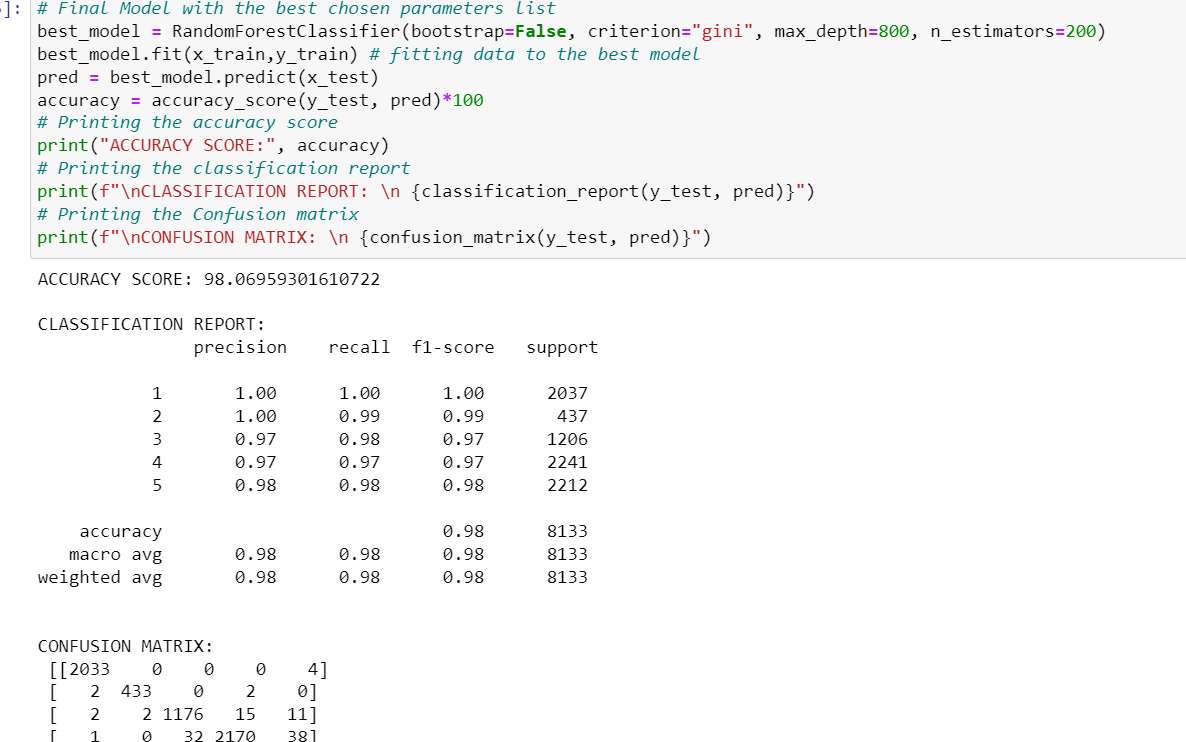 ]: # Final Model with the best chosen parameters list
best_model = RandomForestClassifier(bootstrap=False, criterion="gini", max_depth=800, n_estimators=200)
best_model.fit(x_train,y_train) # fitting data to the best model
pred = best_model.predict(x_test)
accuracy = accuracy_score(y_test, pred)*100
# Printing the accuracy score
print("ACCURACY SCORE:", accuracy)
# Printing the classification report
print(f"\nCLASSIFICATION REPORT: \n {classification_report(y_test, pred)}")
# Printing the Confusion matrix
print(f"\nCONFUSION MATRIX: \n {confusion_matrix(y_test, pred)}")
ACCURACY SCORE: 98.06959301610722
CLASSIFICATION REPORT:
precision recall f1-score support
1 1.00 1.00 1.00 2037
2 1.00 0.99 0.99 437
3 0.97 0.98 0.97 1206
4 0.97 0.97 0.97 2241
5 0.98 0.98 0.98 2212
accuracy 0.98 8133
macro avg 0.98 0.98 0.98 8133
weighted avg 0.98 0.98 0.98 8133
CONFUSION MATRIX:
[[2033 0 0 0 4]
[ 2 433 0 2 0]
[ 2 2 1176 15 11]
[ 1 0 32 2170 38]